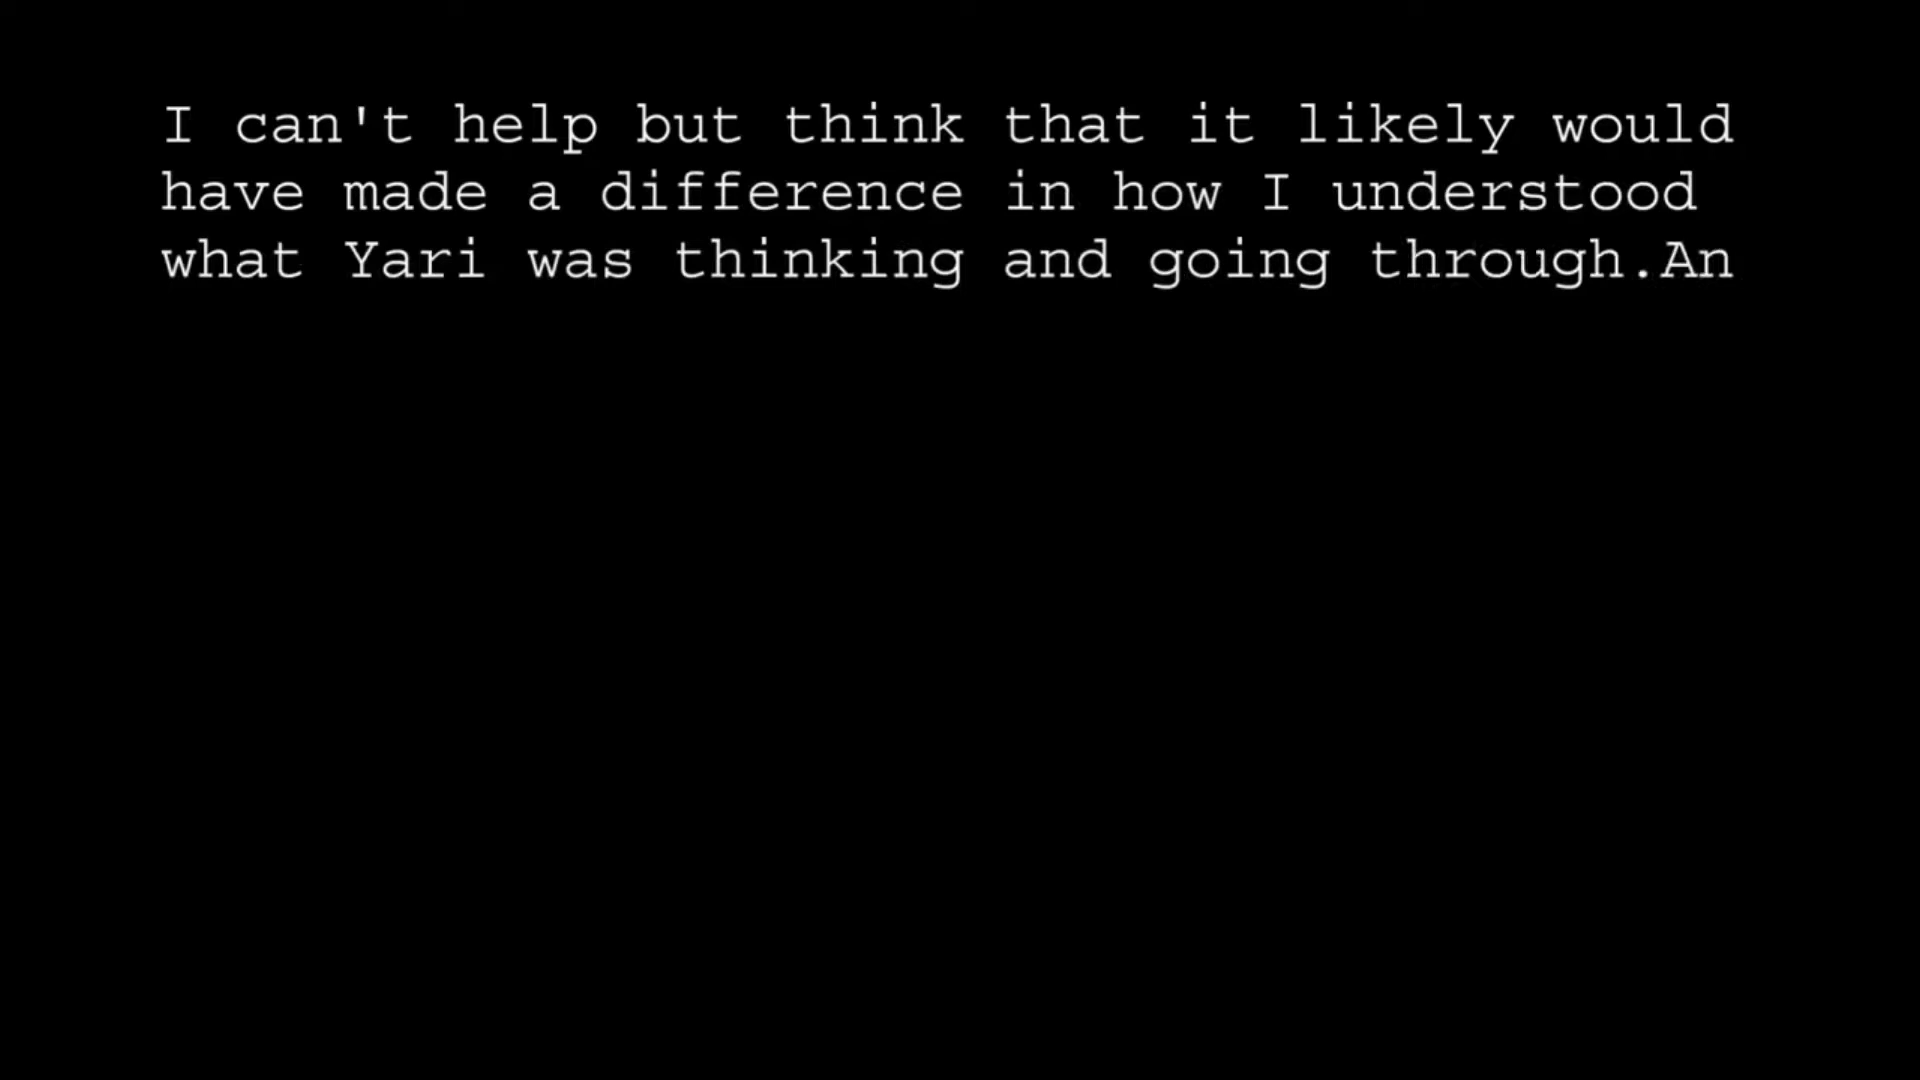 I can't help but think that it likely would
have made a difference in how I understood
what Yari was thinking and going through.An